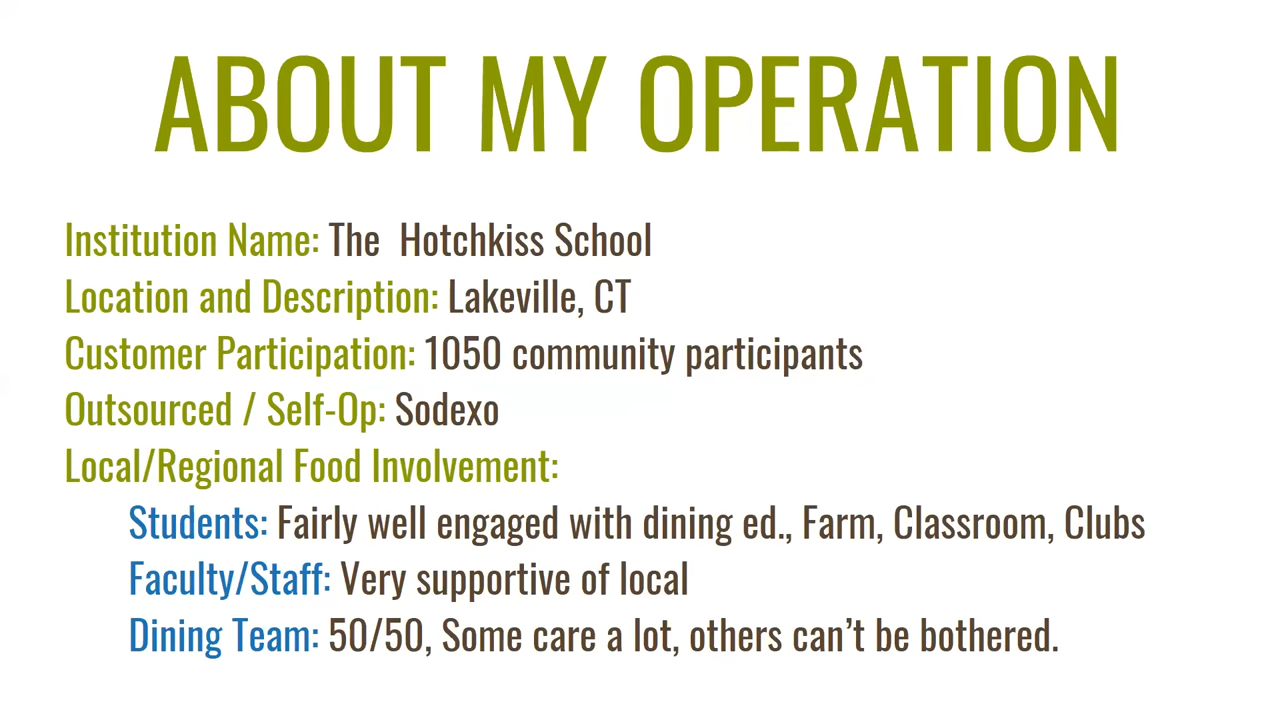 ABOUT MY OPERATION
Institution Name: The  Hotchkiss School
Location and Description: Lakeville, CT
Customer Participation: 1050 community participants
Outsourced / Self-Op: Sodexo
Local/Regional Food Involvement:
Students: Fairly well engaged with dining ed., Farm, Classroom, Clubs
Faculty/Staff: Very supportive of local
Dining Team: 50/50, Some care a lot, others can’t be bothered.